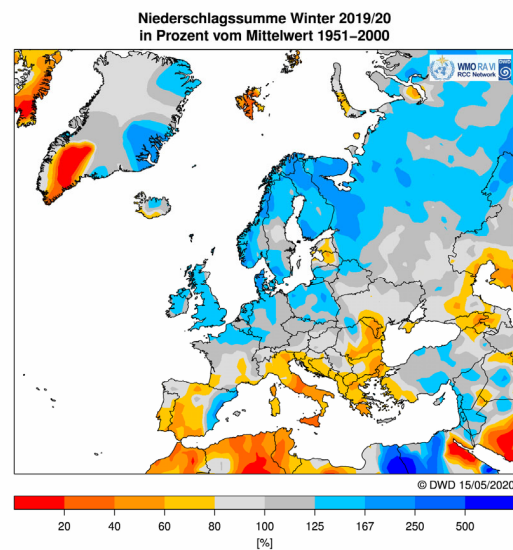 Niederschlagssumme Winter 2019/20
in Prozent vom Mittelwert 1951−2000
WMO RA VI
RCC Network
DWD
© DWD 15/05/2020
20 40 60 80 100 125 167 250 500
[%]